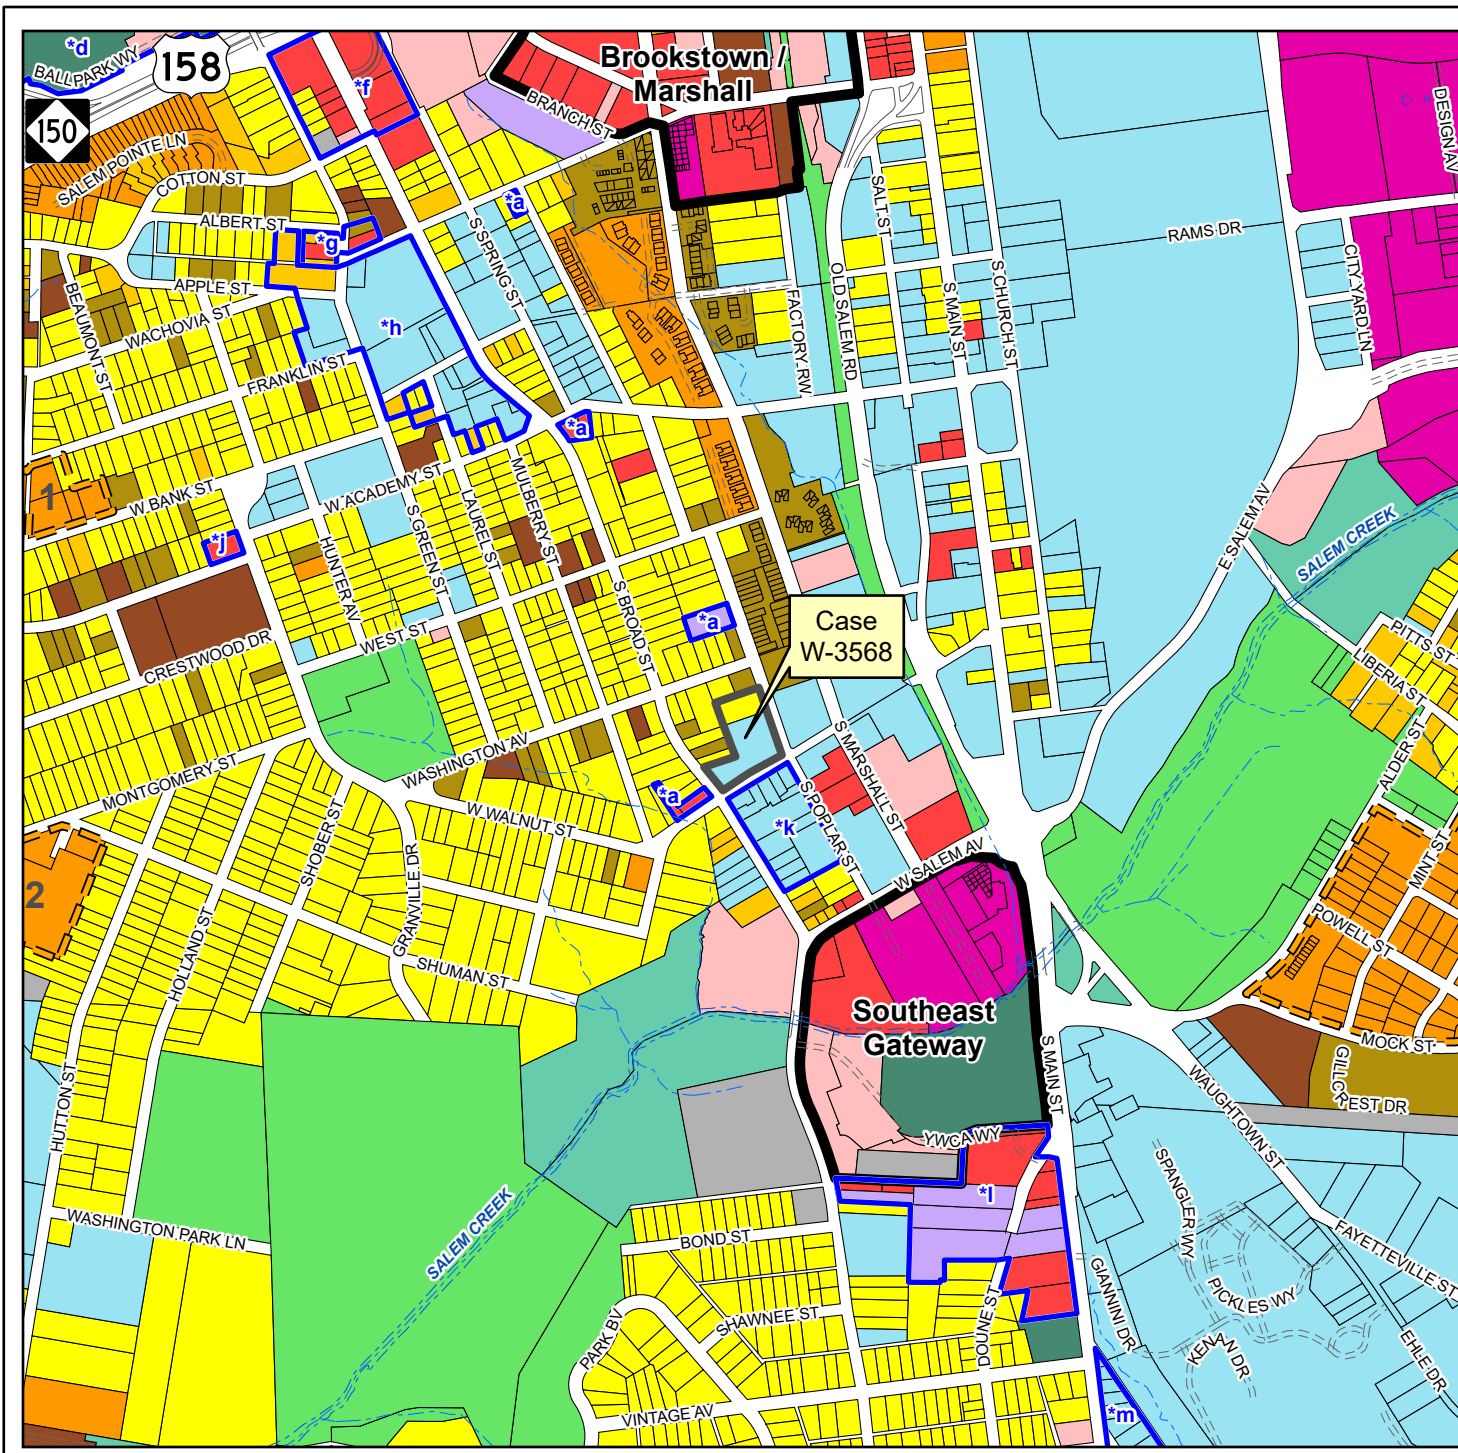 *d
BALLPARK WY
158
150
SALEM POINTE LN
COTTON ST
ALBERT ST
*f
*g
Brookstown /
Marshall
BRANCH ST
*a
S SPRING ST
SALT ST
OLD SALEM RD
S MAIN ST
S CHURCH ST
RAMS DR
DESIGN AV
CITY YARD LN
BEAUMONT ST
APPLE ST
WACHOVIA ST
FRANKLIN ST
*h
FACTORY RW
*a
1
W BANK ST
W ACADEMY ST
*j
HUNTER AV
S GREEN ST
LAUREL ST
MULBERRY ST
WEST ST
S BROAD ST
*a
CRESTWOOD DR
Case
W-3568
E SALEM AV
SALEM CREEK
PITTS ST
LIBERIA ST
ALDER ST
MINT ST
POWELL ST
MOCK ST
GILLCREST DR
MONTGOMERY ST
WASHINGTON AV
W WALNUT ST
*a
*k
S POPLAR ST
S MARSHALL ST
W SALEM AV
SHOBER ST
GRANVILLE DR
HOLLAND ST
SHUMAN ST
2
HUTTON ST
Southeast
Gateway
S MAIN ST
YWCA WY
*l
WAUGHTOWN ST
SPANGLER WY
FAYETTEVILLE ST
PICKLES WY
KENAN DR
EHLE DR
GIANNINI DR
*m
WASHINGTON PARK LN
SALEM CREEK
BOND ST
SHAWNEE ST
PARK BV
VINTAGE AV
DOUNE ST